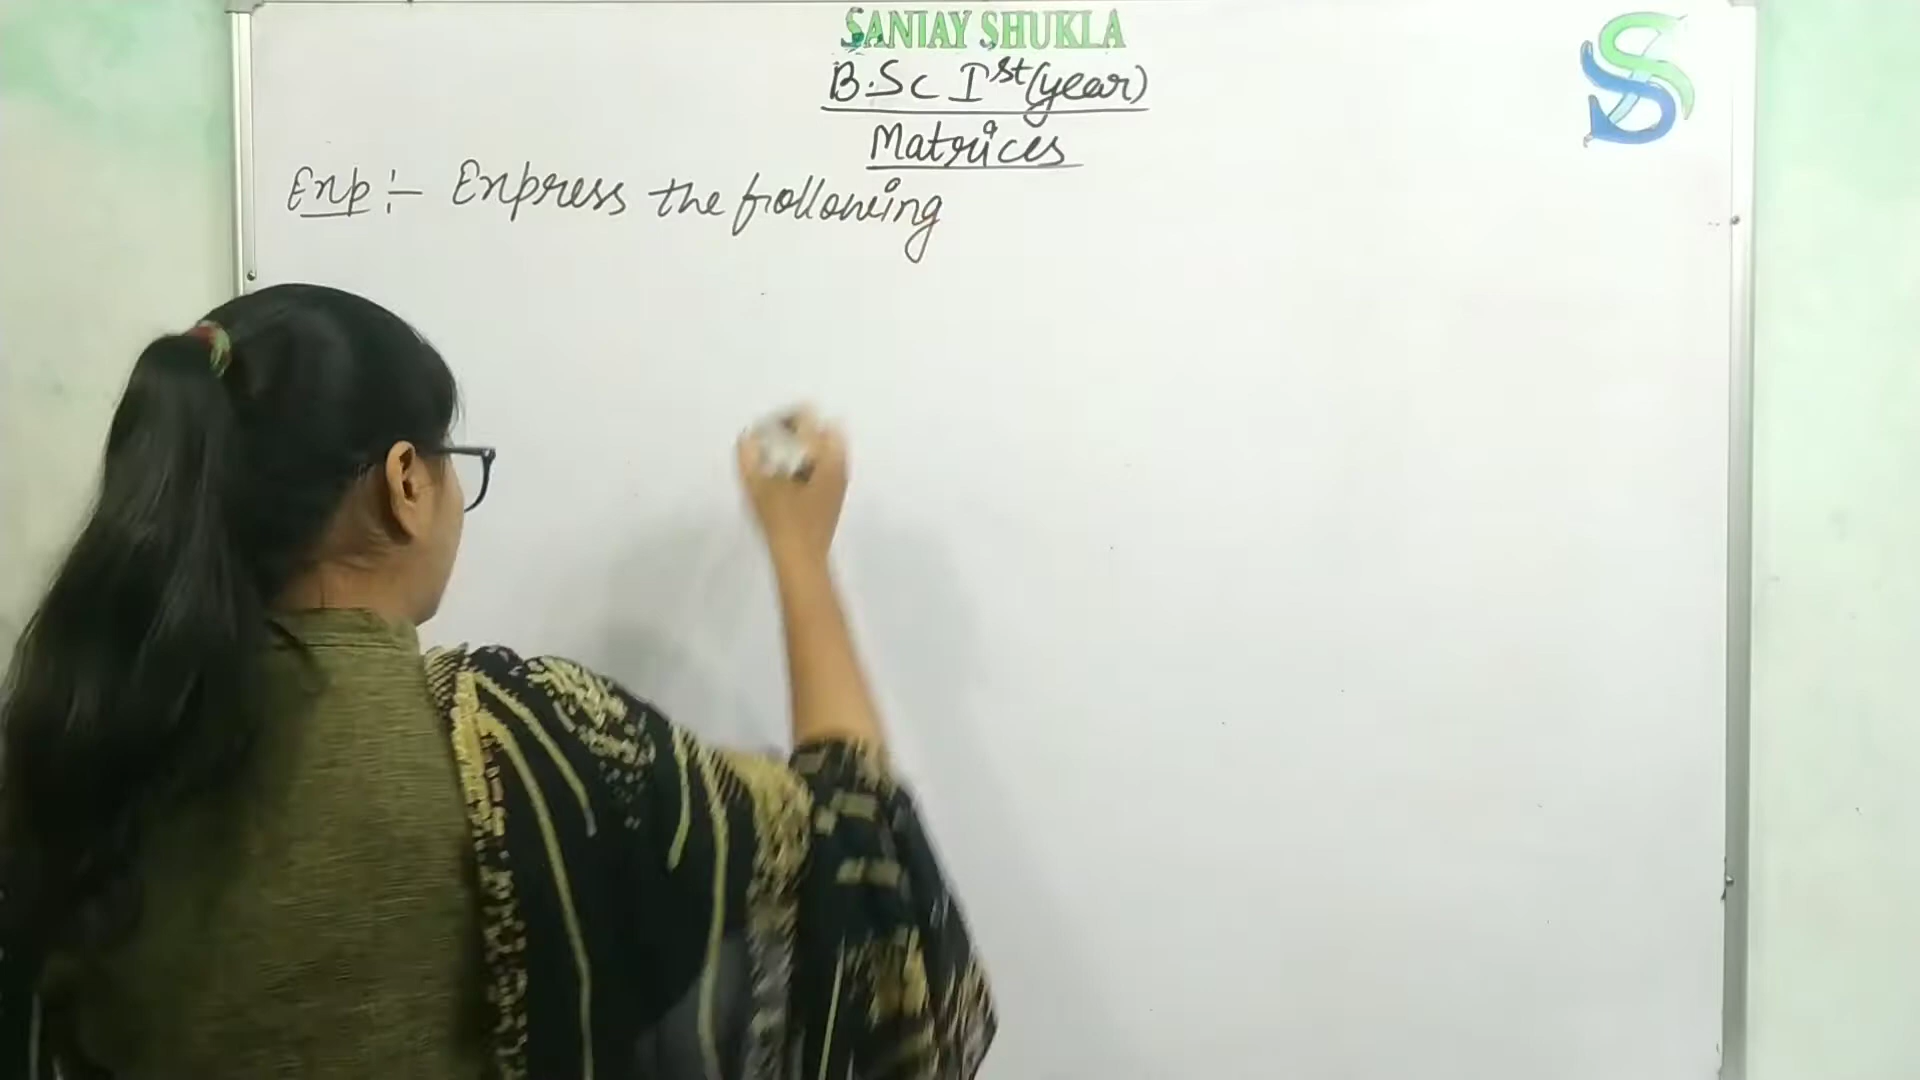 SANJAY SHUKLA
B.Sc Ist (year)
Matrices
Exp :- Express the following